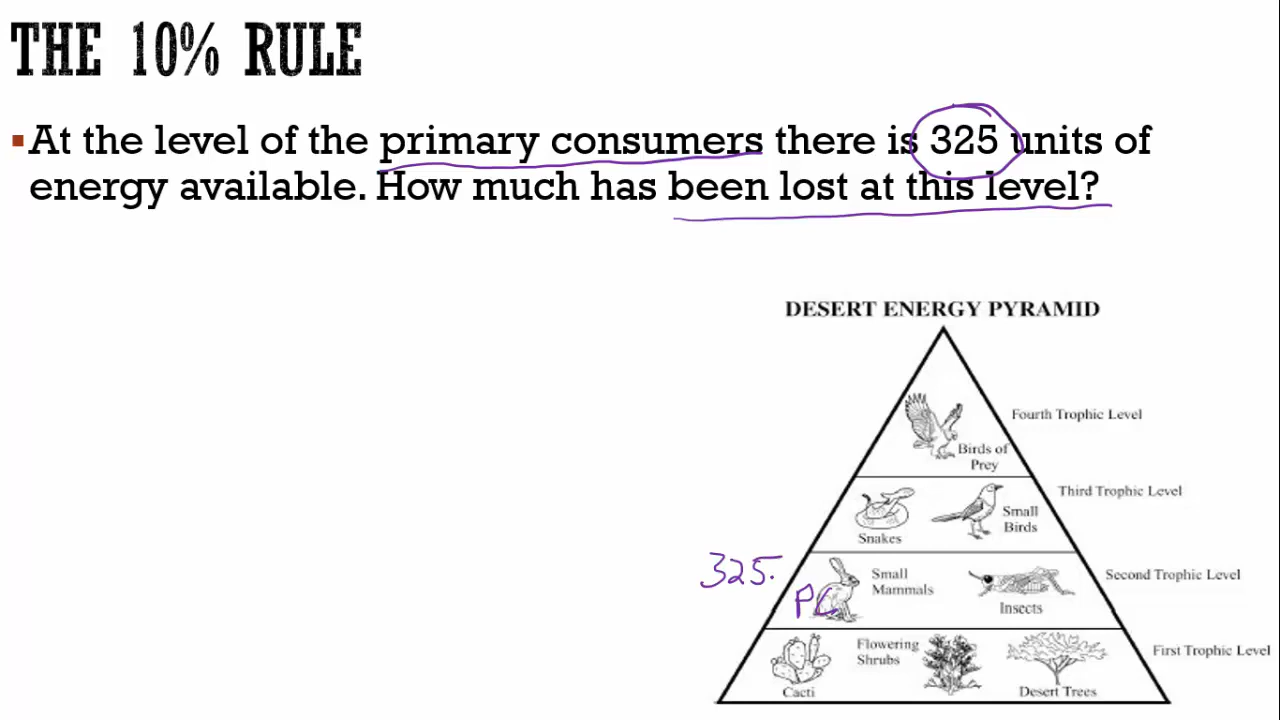 THE 10% RULE
At the level of the primary consumers there is 325 units of
energy available. How much has been lost at this level?
DESERT ENERGY PYRAMID
Fourth Trophic Level
Birds of
Prey
Third Trophic Level
Small
Birds
Snakes
325.
PC
Small
Mammals
Insects
Second Trophic Level
Flowering
Shrubs
First Trophic Level
Cacti
Desert Trees